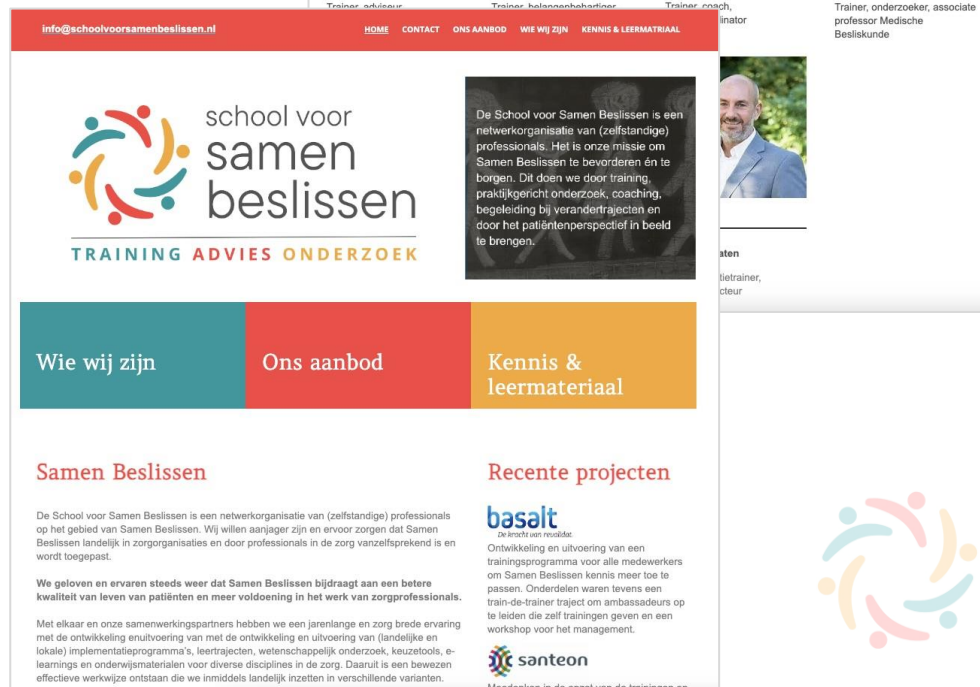 Trainer, adviseur
Trainer, belangenbehartiger
Trainer, coach,
inator
Trainer, onderzoeker, associate
professor Medische
Besliskunde
info@schoolvoorsamenbeslissen.nl
HOME CONTACT ONS AANBOD WIE WIJ ZIJN KENNIS & LEERMATRIAAL
school voor
samen
beslissen
TRAINING ADVIES ONDERZOEK
De School voor Samen Beslissen is een
netwerkorganisatie van (zelfstandige)
professionals. Het is onze missie om
Samen Beslissen te bevorderen én te
borgen. Dit doen we door training,
praktijkgericht onderzoek, coaching,
begeleiding bij verandertrajecten en
door het patiëntenperspectief in beeld
te brengen.
aten
tietrainer,
cteur
Wie wij zijn
Ons aanbod
Kennis &
leermateriaal
Samen Beslissen
De School voor Samen Beslissen is een netwerkorganisatie van (zelfstandige) professionals
op het gebied van Samen Beslissen. Wij willen aanjager zijn en ervoor zorgen dat Samen
Beslissen landelijk in zorgorganisaties en door professionals in de zorg vanzelfsprekend is en
wordt toegepast.
We geloven en ervaren steeds weer dat Samen Beslissen bijdraagt aan een betere
kwaliteit van leven van patiënten en meer voldoening in het werk van zorgprofessionals.
Met elkaar en onze samenwerkingspartners hebben we een jarenlange en zorg brede ervaring
met de ontwikkeling enuitvoering van met de ontwikkeling en uitvoering van (landelijke en
lokale) implementatieprogramma's, leertrajecten, wetenschappelijk onderzoek, keuzetools, e-
learnings en onderwijsmaterialen voor diverse disciplines in de zorg. Daaruit is een bewezen
effectieve werkwijze ontstaan die we inmiddels landelijk inzetten in verschillende varianten.
Recente projecten
basalt
De kracht van revalidat.
Ontwikkeling en uitvoering van een
trainingsprogramma voor alle medewerkers
om Samen Beslissen kennis meer toe te
passen. Onderdelen waren tevens een
train-de-trainer traject om ambassadeurs op
te leiden die zelf trainingen geven en een
workshop voor het management.
santeon
Meedenken in de opzet van de trainingen en